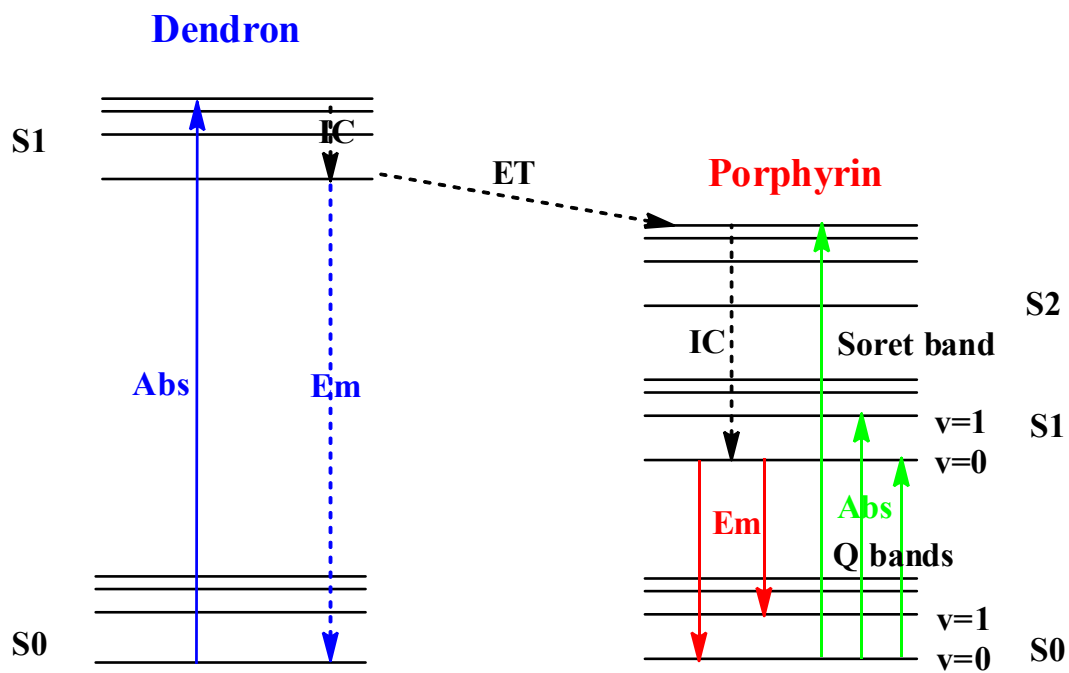 Dendron
S1
IC
ET
Porphyrin
S2
IC
Soret band
Abs
Em
v=1
S1
v=0
Em
Abs
Q bands
v=1
S0
v=0
S0